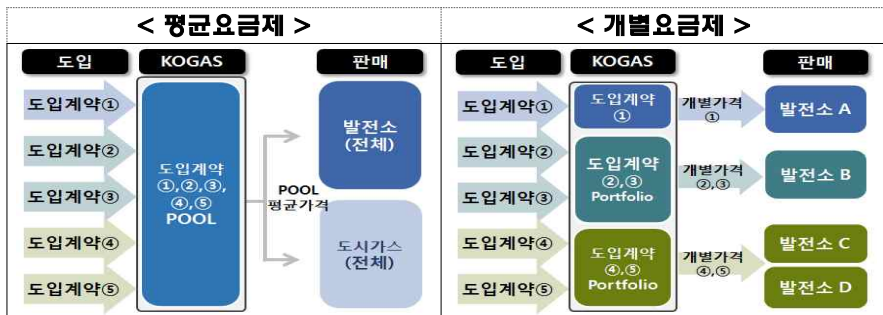 < 평균요금제 >
도입
KOGAS
판매
도입계약①
도입계약②
도입계약③
도입계약④
도입계약⑤
도입계약
①,②,③,
④,⑤
POOL
POOL
평균가격
발전소
(전체)
도시가스
(전체)
< 개별요금제 >
도입
KOGAS
판매
도입계약①
도입계약②
도입계약③
도입계약④
도입계약⑤
도입계약
①
도입계약
②,③
Portfolio
도입계약
④,⑤
Portfolio
개별가격
①
개별가격
②,③
개별가격
④,⑤
발전소 A
발전소 B
발전소 C
발전소 D